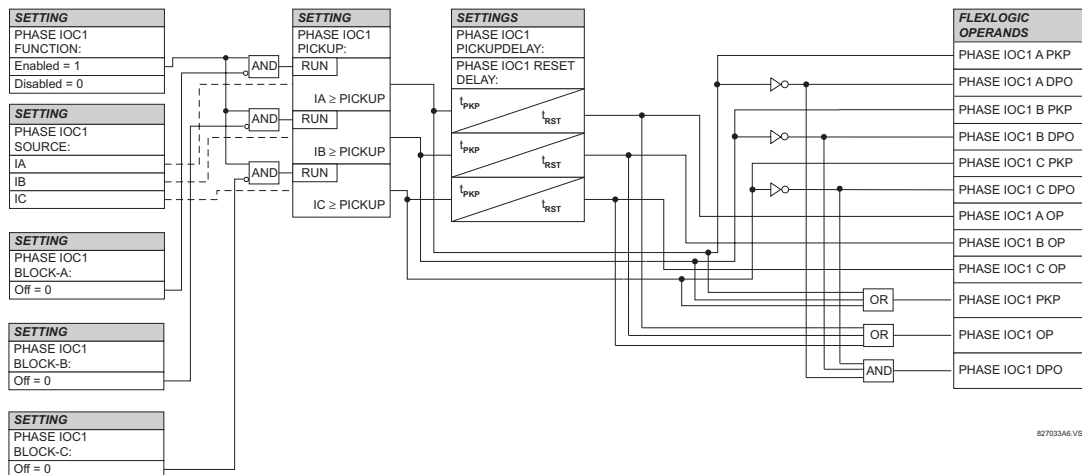 SETTING
PHASE IOC1
FUNCTION:
Enabled = 1
Disabled = 0
SETTING
PHASE IOC1
SOURCE:
IA
IB
IC
SETTING
PHASE IOC1
BLOCK-A:
Off = 0
SETTING
PHASE IOC1
BLOCK-B:
Off = 0
SETTING
PHASE IOC1
BLOCK-C:
Off = 0
AND
AND
AND
SETTING
PHASE IOC1
PICKUP:
RUN
IA ≥ PICKUP
RUN
IB ≥ PICKUP
RUN
IC ≥ PICKUP
SETTINGS
PHASE IOC1
PICKUPDELAY:
PHASE IOC1 RESET
DELAY:
tPKP
tRST
tPKP
tRST
tPKP
tRST
OR
OR
AND
FLEXLOGIC
OPERANDS
PHASE IOC1 A PKP
PHASE IOC1 A DPO
PHASE IOC1 B PKP
PHASE IOC1 B DPO
PHASE IOC1 C PKP
PHASE IOC1 C DPO
PHASE IOC1 A OP
PHASE IOC1 B OP
PHASE IOC1 C OP
PHASE IOC1 PKP
PHASE IOC1 OP
PHASE IOC1 DPO
827033A6.VS